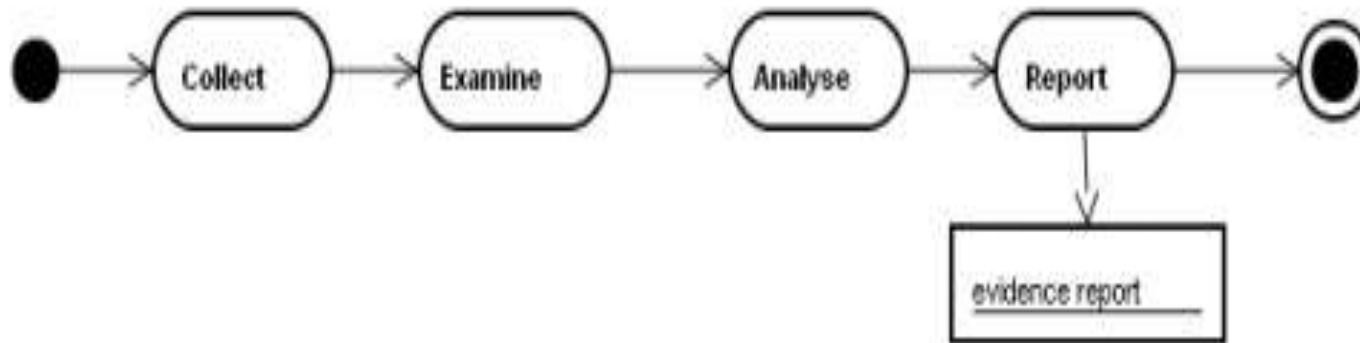 Collect
Examine
Analyse
Report
evidence report